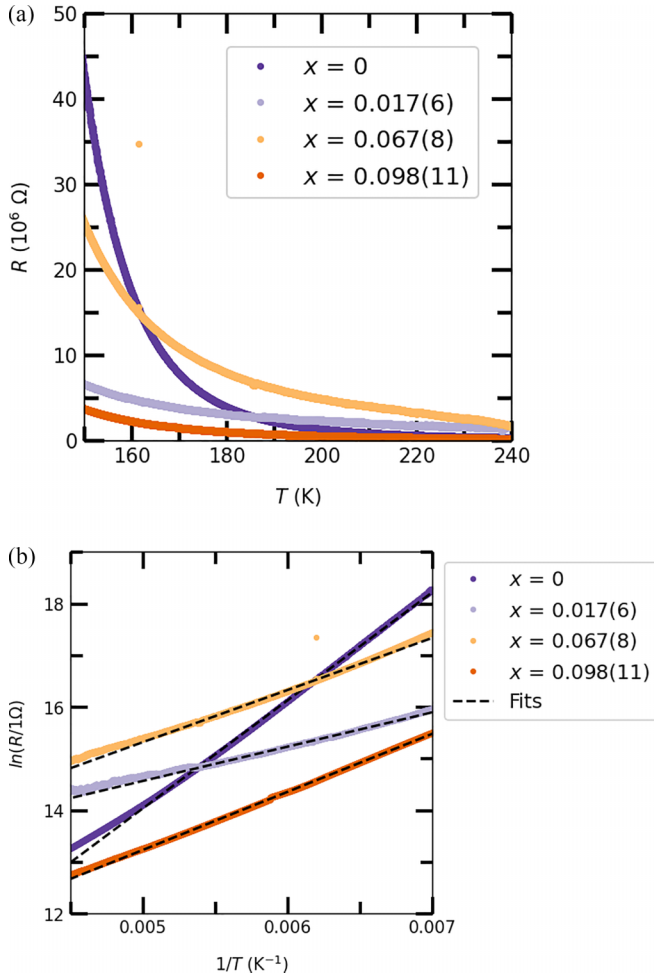 (a)
50
40
30
20
10
0
R (10⁶ Ω)
x = 0
x = 0.017(6)
x = 0.067(8)
x = 0.098(11)
160 180 200 220 240
T (K)
(b)
18
16
14
12
ln(R/1Ω)
x = 0
x = 0.017(6)
x = 0.067(8)
x = 0.098(11)
Fits
0.005 0.006 0.007
1/T (K⁻¹)